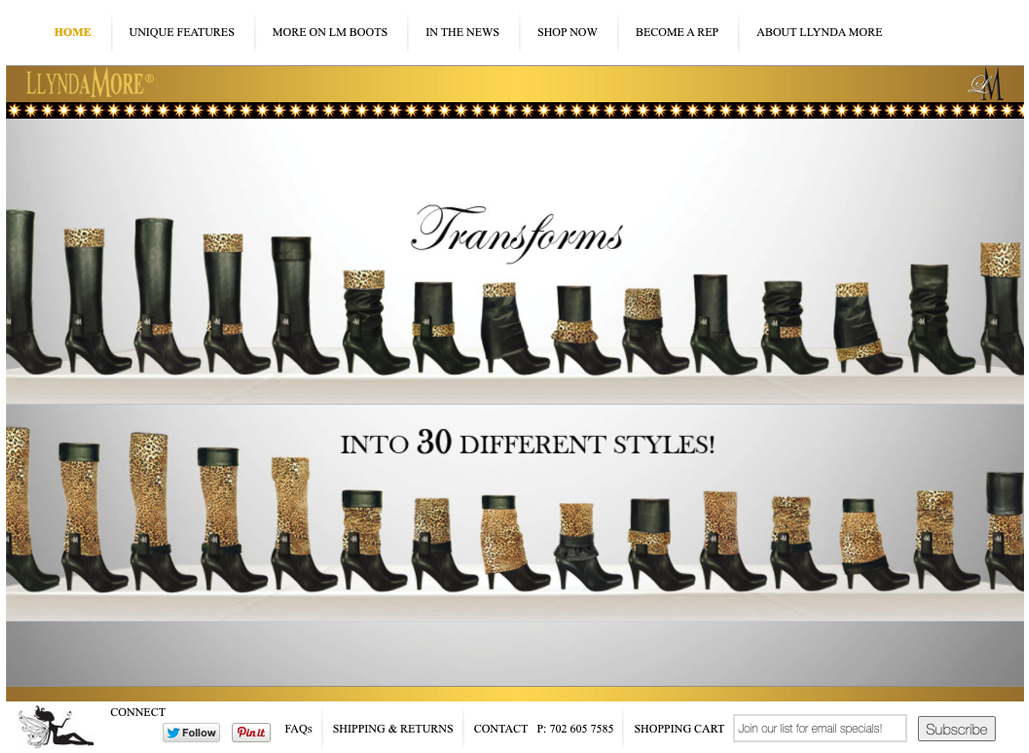 HOME UNIQUE FEATURES MORE ON LM BOOTS IN THE NEWS SHOP NOW BECOME A REP ABOUT LLYNDA MORE
LLYNDAMORE® LM
Transforms
INTO 30 DIFFERENT STYLES!
CONNECT
Follow Pinit FAQs SHIPPING & RETURNS CONTACT P: 702 605 7585 SHOPPING CART Join our list for email specials! Subscribe